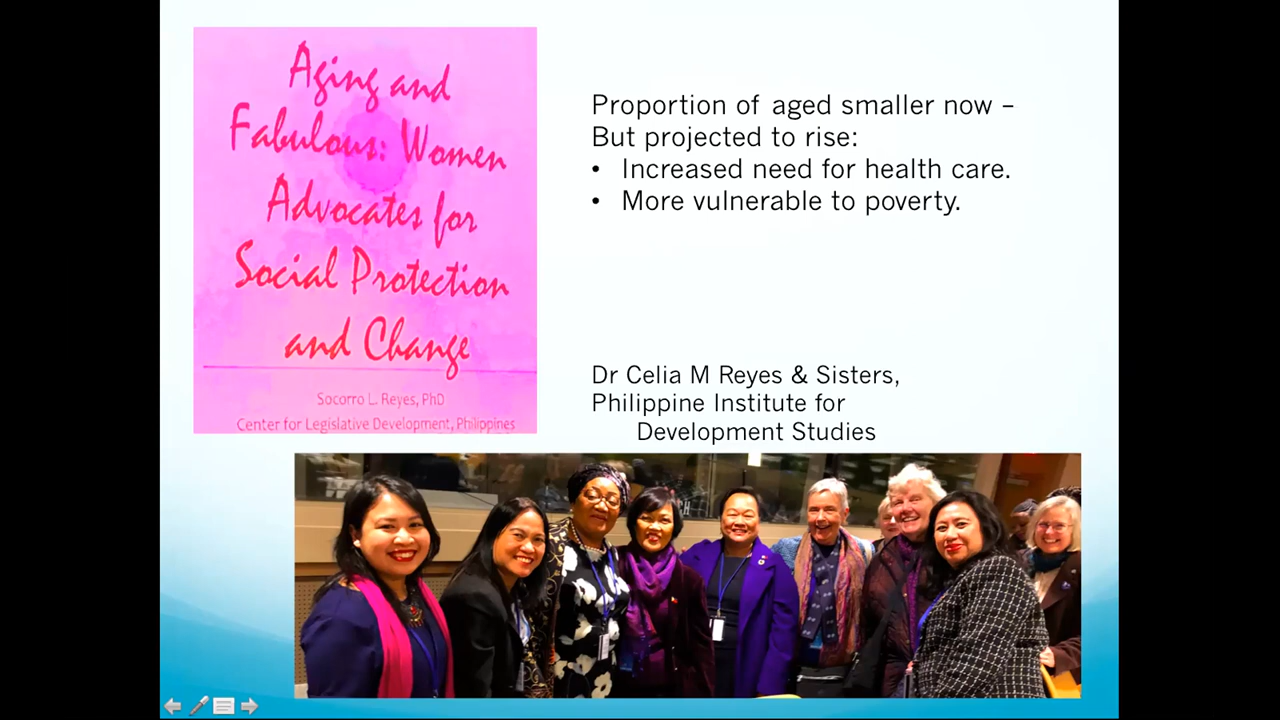 Aging and
Fabulous: Women
Advocates for
Social Protection
and Change
Socorro L. Reyes, PhD
Center for Legislative Development, Philippines
Proportion of aged smaller now –
But projected to rise:
• Increased need for health care.
• More vulnerable to poverty.
Dr Celia M Reyes & Sisters,
Philippine Institute for
Development Studies